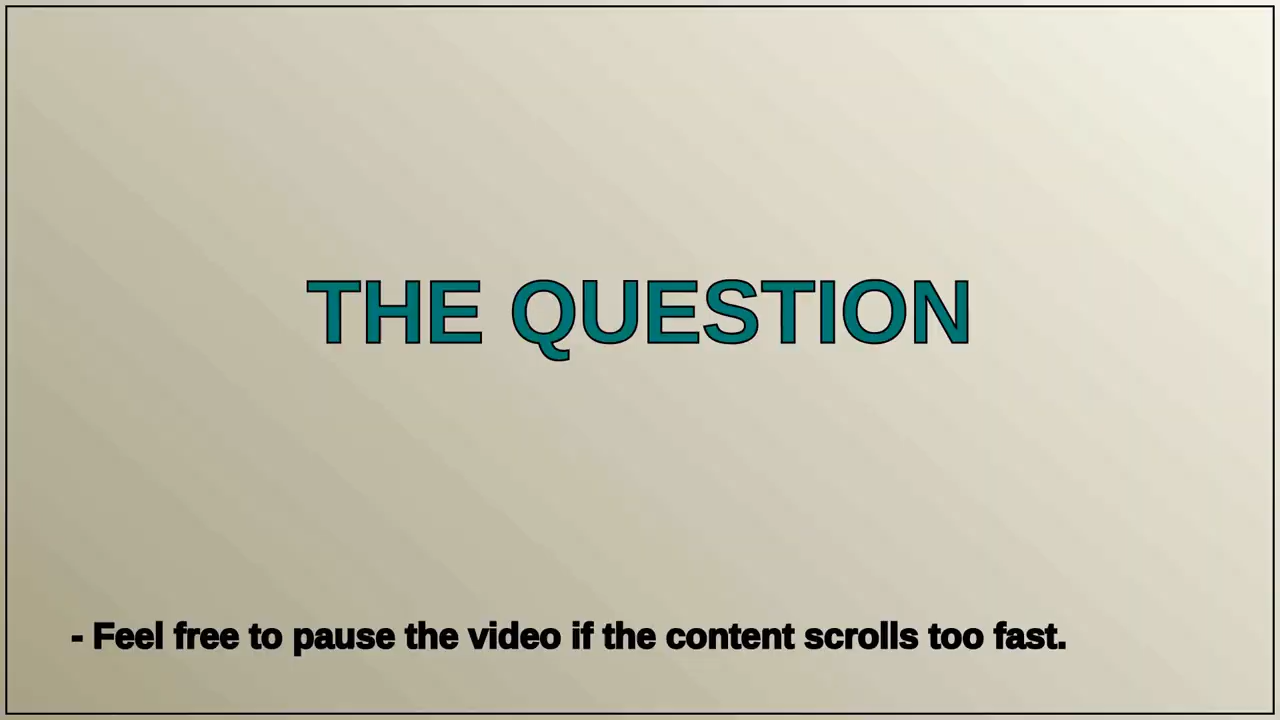 THE QUESTION
- Feel free to pause the video if the content scrolls too fast.